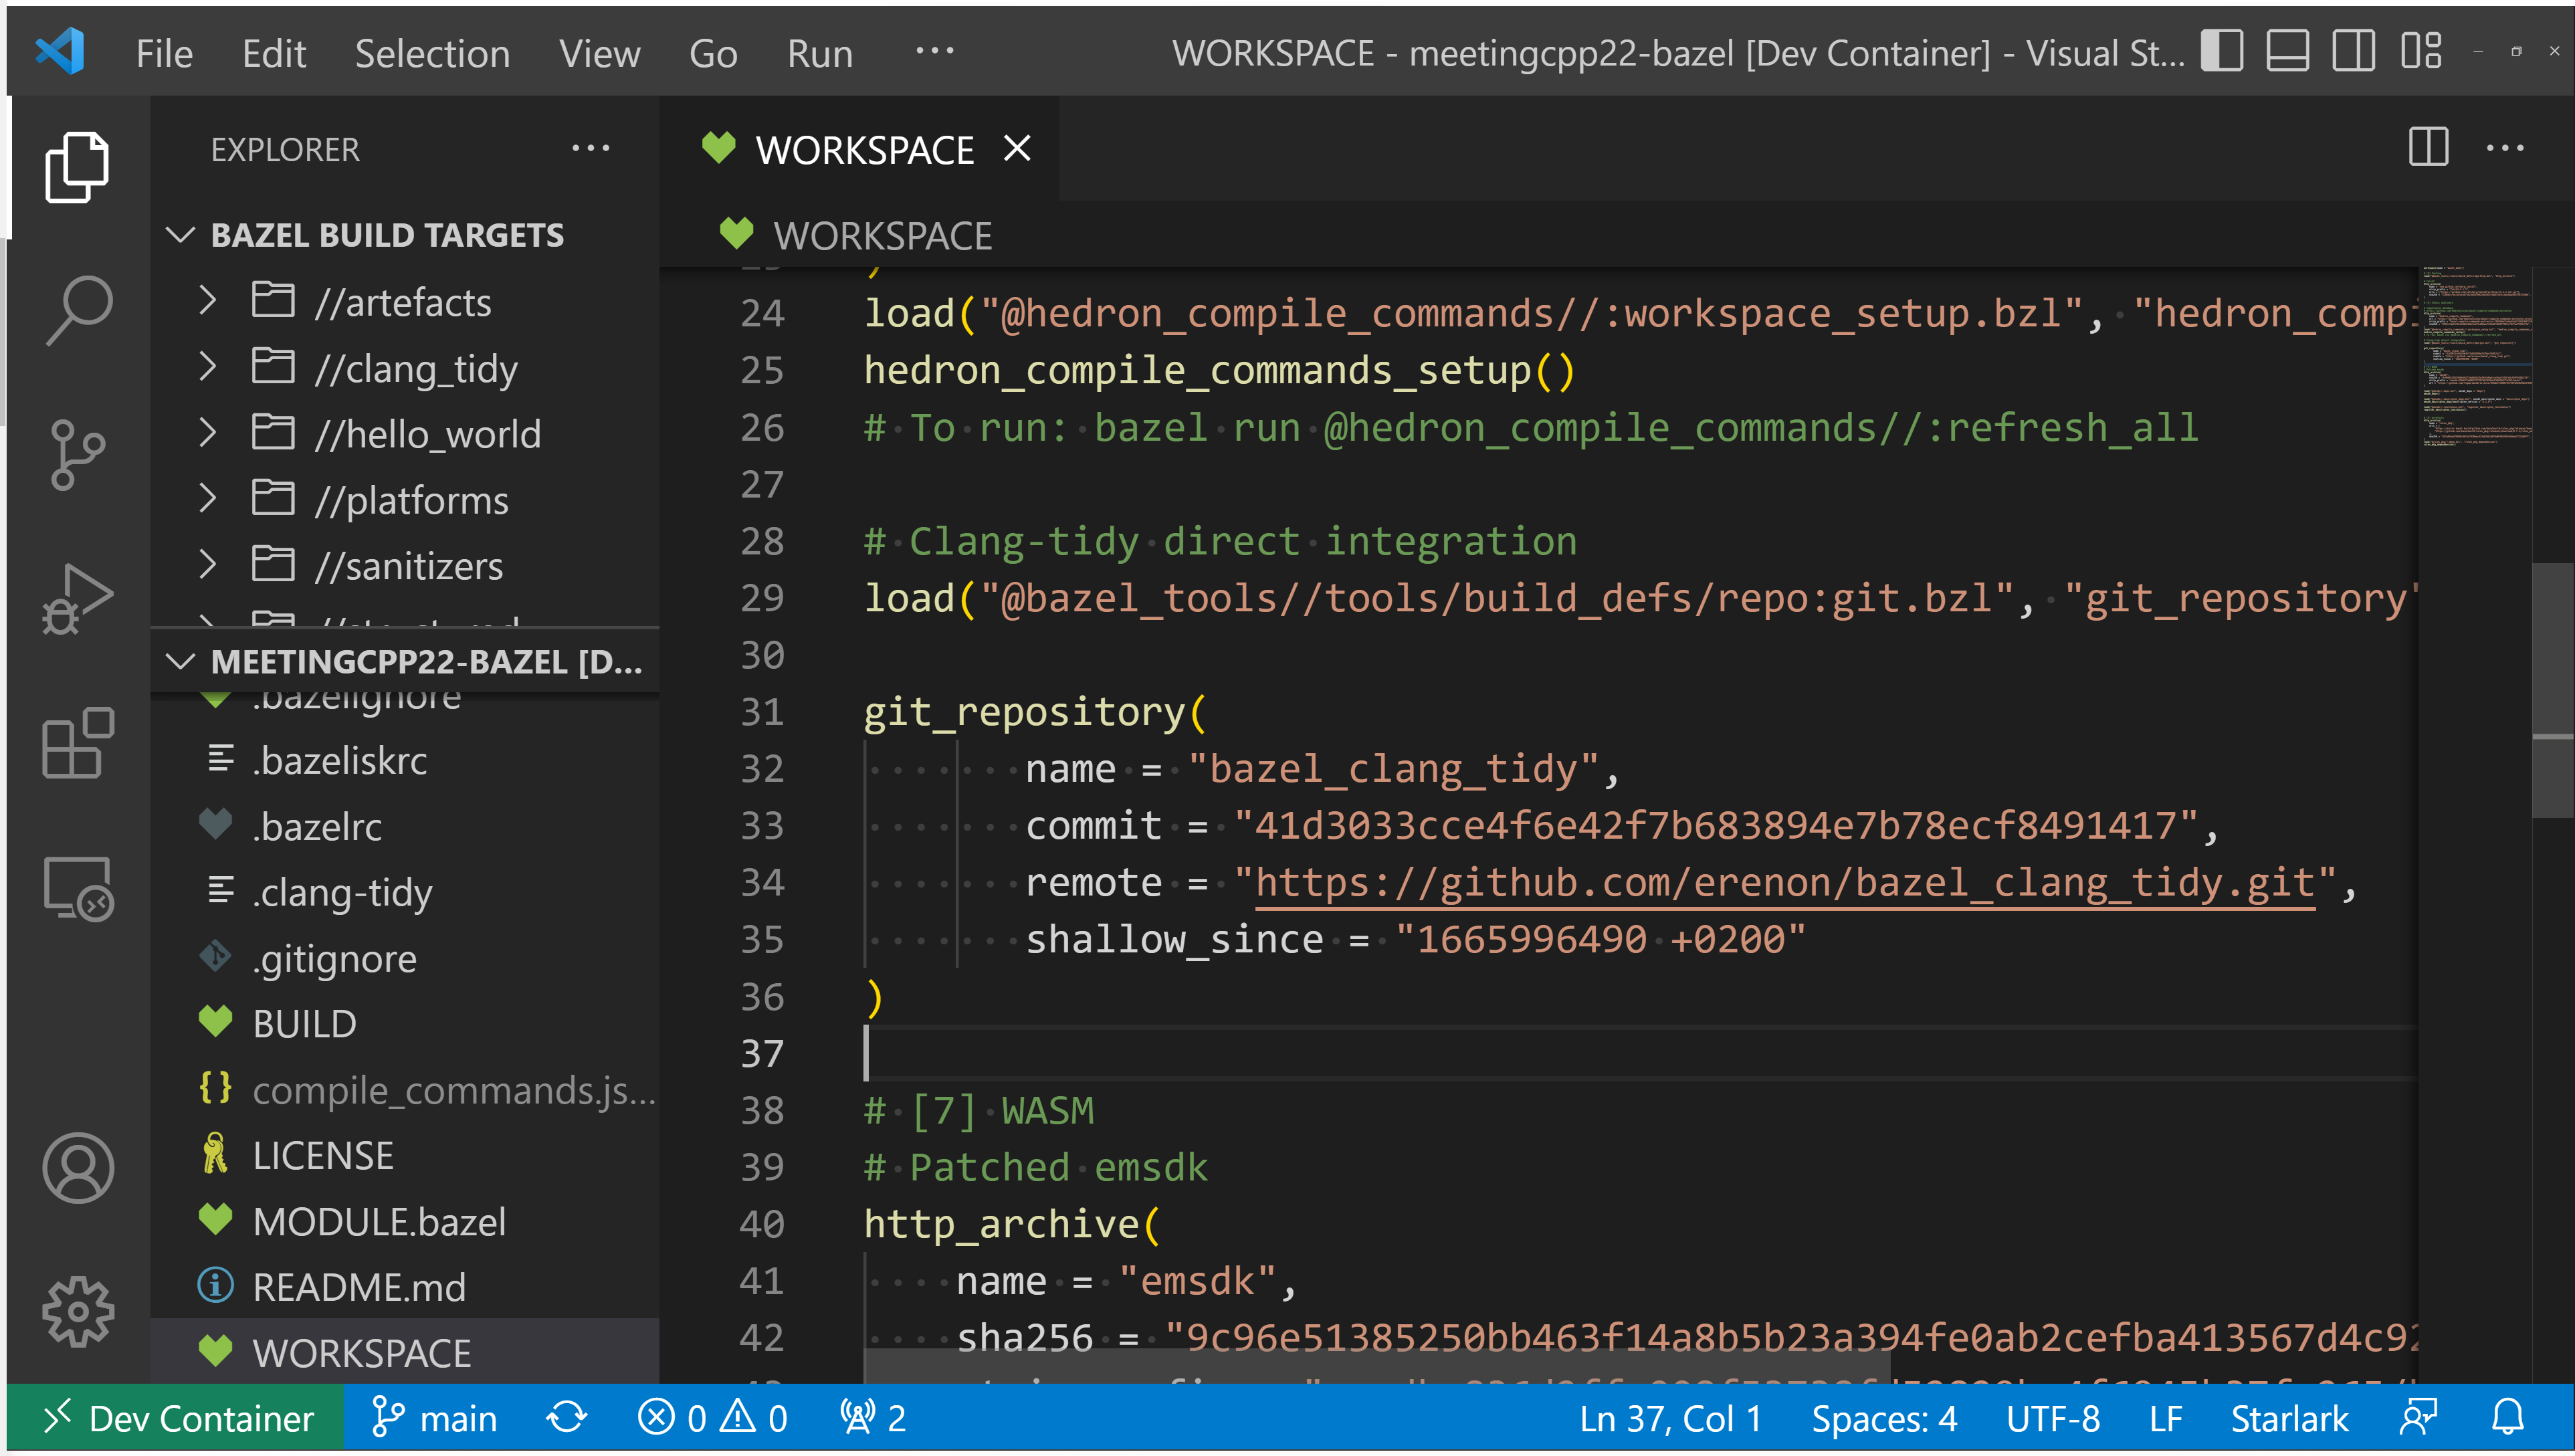 File Edit Selection View Go Run ···
WORKSPACE - meetingcpp22-bazel [Dev Container] - Visual St...
EXPLORER ···
BAZEL BUILD TARGETS
//artefacts
//clang_tidy
//hello_world
//platforms
//sanitizers
MEETINGCPP22-BAZEL [D...
.bazelignore
.bazeliskrc
.bazelrc
.clang-tidy
.gitignore
BUILD
compile_commands.js...
LICENSE
MODULE.bazel
README.md
WORKSPACE
WORKSPACE
WORKSPACE
24 load("@hedron_compile_commands//:workspace_setup.bzl", "hedron_comp
25 hedron_compile_commands_setup()
26 # To run: bazel run @hedron_compile_commands//:refresh_all
27
28 # Clang-tidy direct integration
29 load("@bazel_tools//tools/build_defs/repo:git.bzl", "git_repository"
30
31 git_repository(
32 name = "bazel_clang_tidy",
33 commit = "41d3033cce4f6e42f7b683894e7b78ecf8491417",
34 remote = "https://github.com/erenon/bazel_clang_tidy.git",
35 shallow_since = "1665996490 +0200"
36 )
37
38 # [7] WASM
39 # Patched emsdk
40 http_archive(
41 name = "emsdk",
42 sha256 = "9c96e51385250bb463f14a8b5b23a394fe0ab2cefba413567d4c92
Dev Container main 0 0 2 Ln 37, Col 1 Spaces: 4 UTF-8 LF Starlark